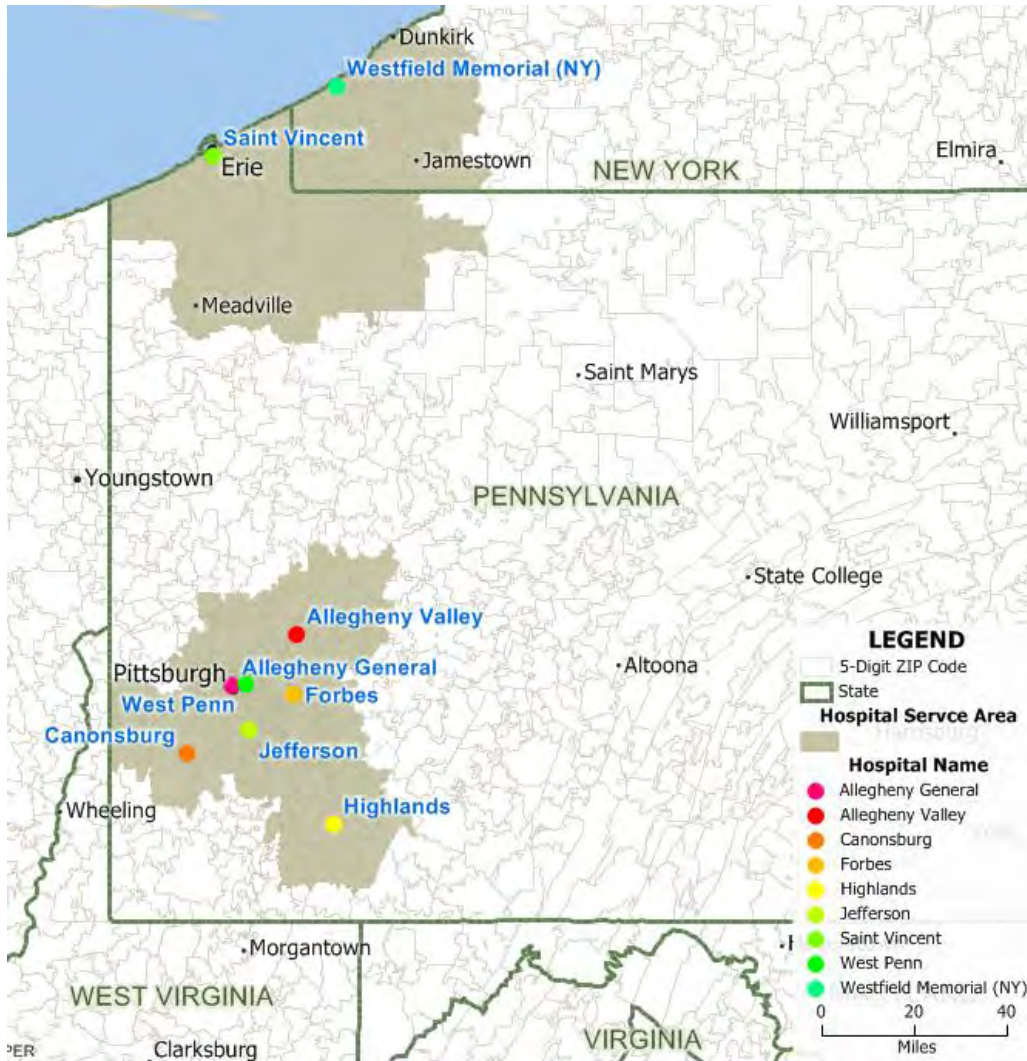 Dunkirk
Westfield Memorial (NY)
Saint Vincent
Erie
Jamestown
Elmira
NEW YORK
Meadville
Saint Marys
Williamsport
Youngstown
PENNSYLVANIA
State College
Allegheny Valley
Pittsburgh
Allegheny General
Altoona
West Penn
Forbes
Canonsburg
Jefferson
Wheeling
Highlands
Morgantown
WEST VIRGINIA
VIRGINIA
Clarksburg
PER
LEGEND
5-Digit ZIP Code
State
Hospital Servce Area
Harrisburg
Hospital Name
Allegheny General
Allegheny Valley
Canonsburg
Forbes
Highlands
Jefferson
Saint Vincent
West Penn
Westfield Memorial (NY)
0 20 40
Miles